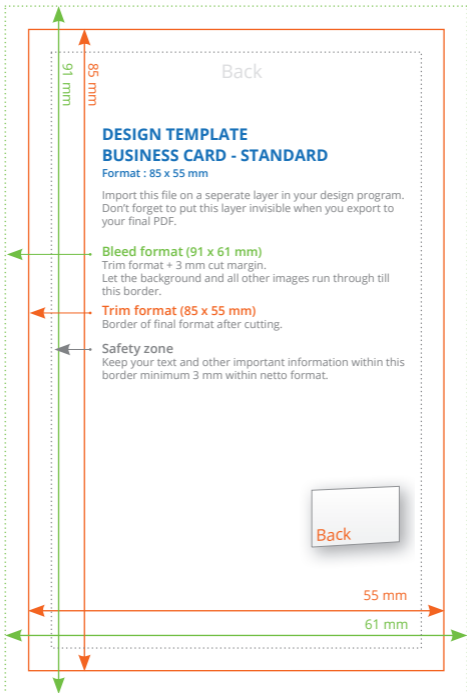 Back
91 mm
85 mm
DESIGN TEMPLATE
BUSINESS CARD - STANDARD
Format : 85 x 55 mm
Import this file on a seperate layer in your design program.
Don't forget to put this layer invisible when you export to
your final PDF.
Bleed format (91 x 61 mm)
Trim format + 3 mm cut margin.
Let the background and all other images run through till
this border.
Trim format (85 x 55 mm)
Border of final format after cutting.
Safety zone
Keep your text and other important information within this
border minimum 3 mm within netto format.
Back
55 mm
61 mm